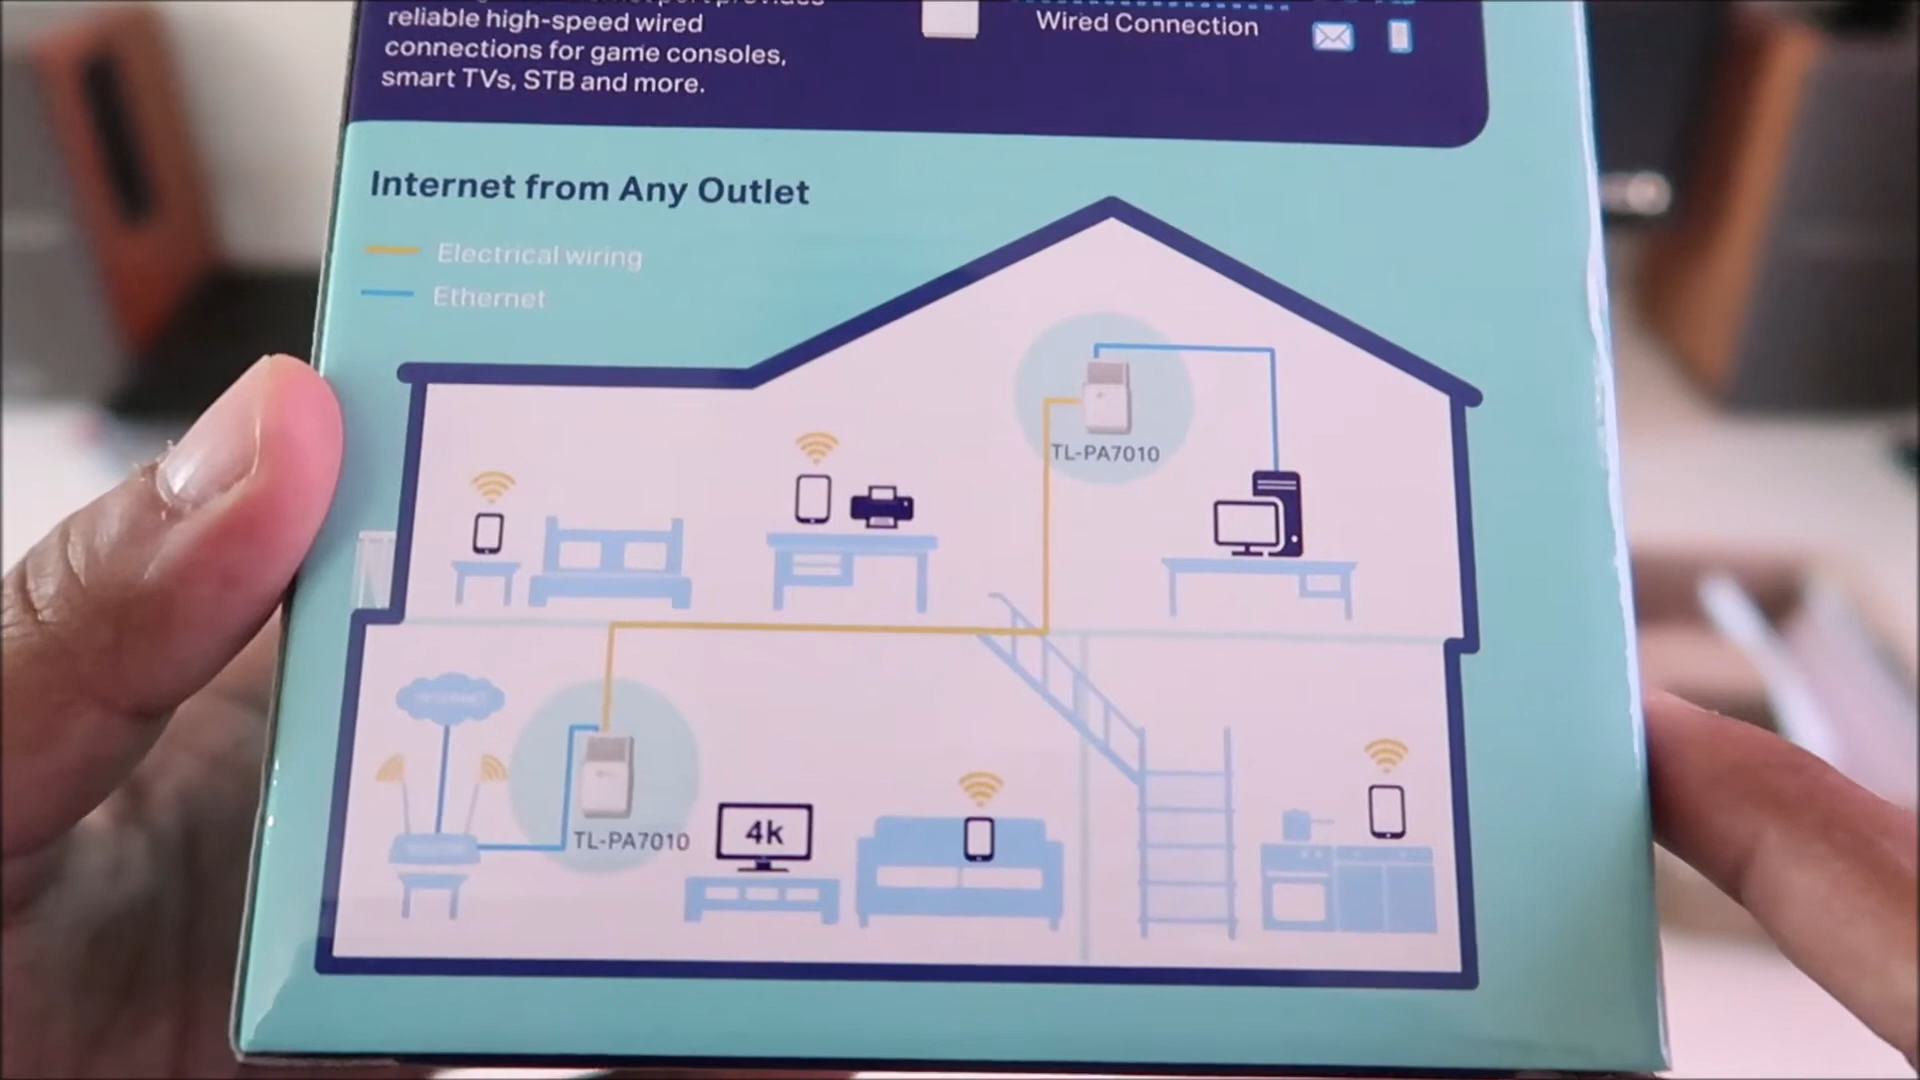 reliable high-speed wired
connections for game consoles,
smart TVs, STB and more.
Wired Connection
Internet from Any Outlet
Electrical wiring
Ethernet
TL-PA7010
TL-PA7010
4k